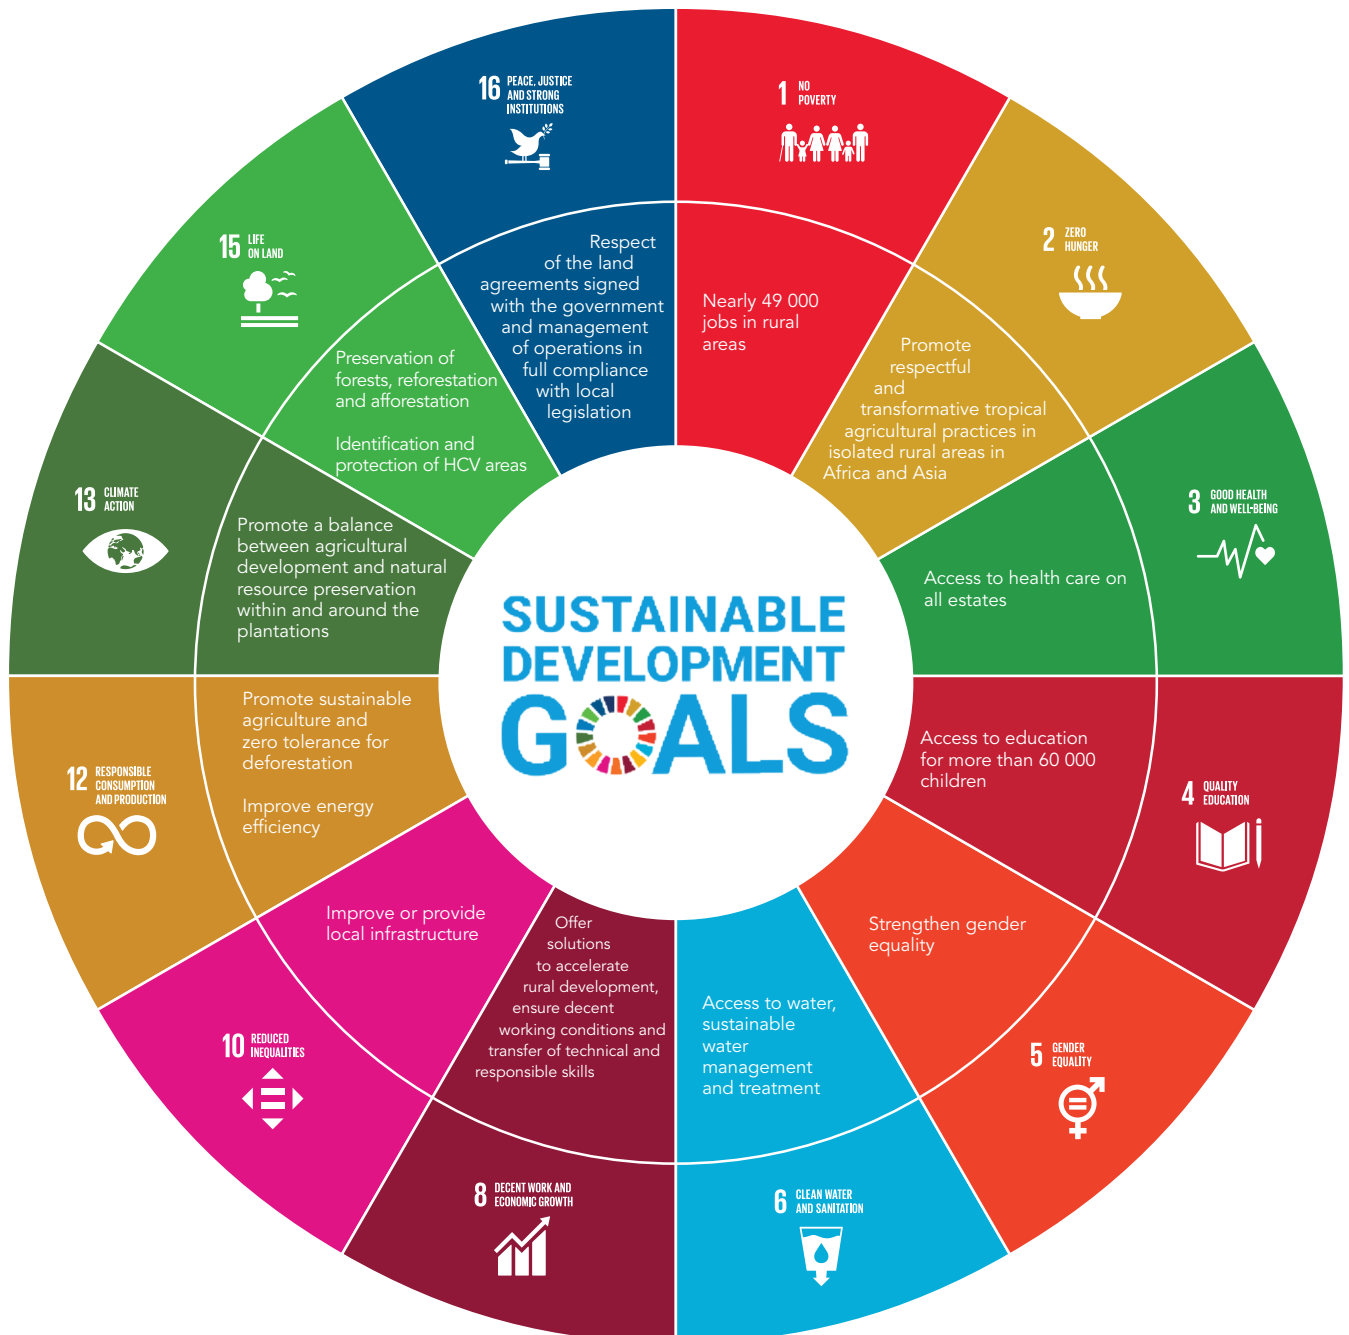 16 PEACE, JUSTICE
AND STRONG
INSTITUTIONS
Respect
of the land
agreements signed
with the government
and management
of operations in
full compliance
with local
legislation
1 NO
POVERTY
Nearly 49 000
jobs in rural
areas
2 ZERO
HUNGER
Promote
respectful
and
transformative tropical
agricultural practices in
isolated rural areas in
Africa and Asia
3 GOOD HEALTH
AND WELL-BEING
Access to health care on
all estates
4 QUALITY
EDUCATION
Access to education
for more than 60 000
children
5 GENDER
EQUALITY
Strengthen gender
equality
6 CLEAN WATER
AND SANITATION
Access to water,
sustainable
water
management
and treatment
8 DECENT WORK AND
ECONOMIC GROWTH
Offer
solutions
to accelerate
rural development,
ensure decent
working conditions and
transfer of technical and
responsible skills
10 REDUCED
INEQUALITIES
Improve or provide
local infrastructure
12 RESPONSIBLE
CONSUMPTION
AND PRODUCTION
Promote sustainable
agriculture and
zero tolerance for
deforestation
Improve energy
efficiency
13 CLIMATE
ACTION
Promote a balance
between agricultural
development and natural
resource preservation
within and around the
plantations
15 LIFE
ON LAND
Preservation of
forests, reforestation
and afforestation
Identification and
protection of HCV areas
SUSTAINABLE
DEVELOPMENT
GOALS